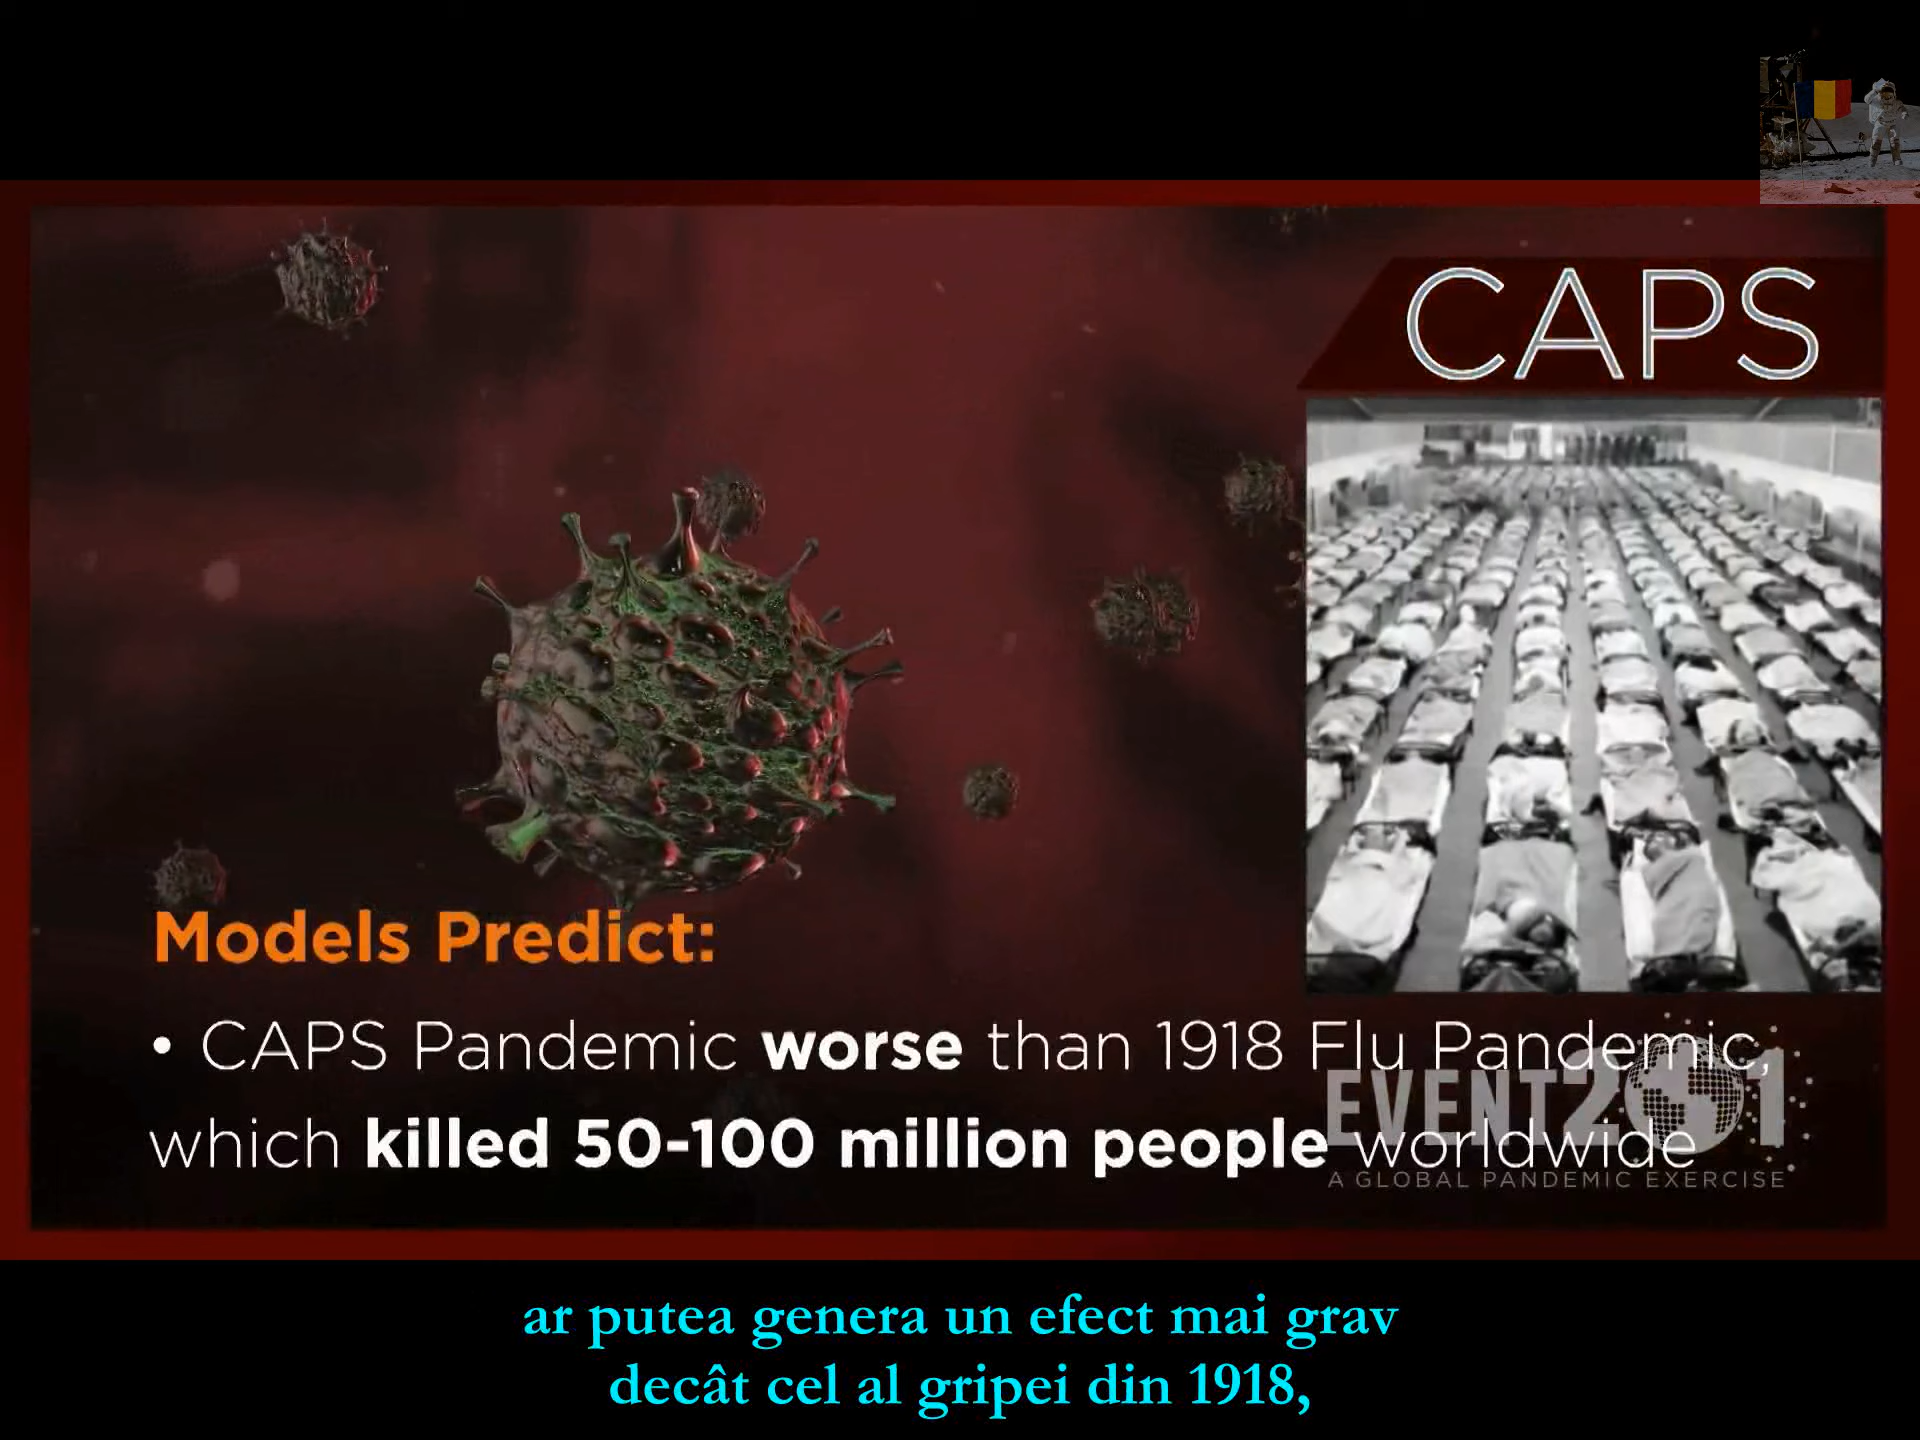 CAPS
Models Predict:
• CAPS Pandemic worse than 1918 Flu Pandemic,
which killed 50-100 million people worldwide
EVENT201
A GLOBAL PANDEMIC EXERCISE
ar putea genera un efect mai grav
decât cel al gripei din 1918,